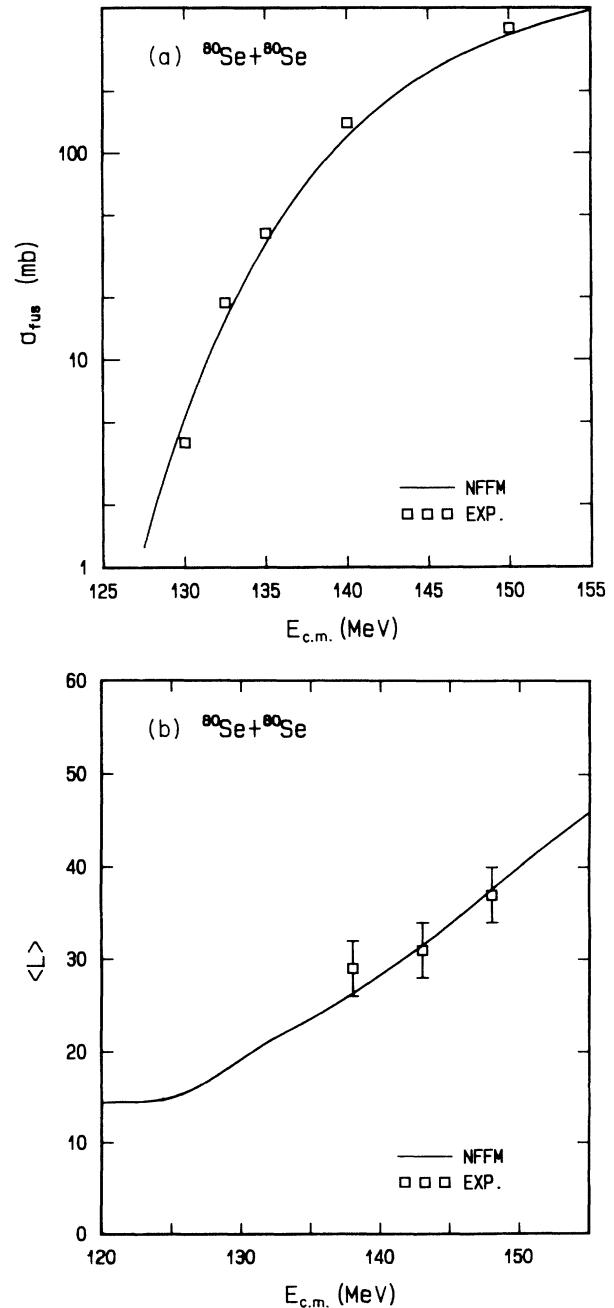 (a) ⁸⁰Se+⁸⁰Se
100
10
1
σfus (mb)
NFFM
EXP.
125 130 135 140 145 150 155
Ec.m. (MeV)
60
50
40
30
20
10
0
(b) ⁸⁰Se+⁸⁰Se
<L>
NFFM
EXP.
120 130 140 150
Ec.m. (MeV)